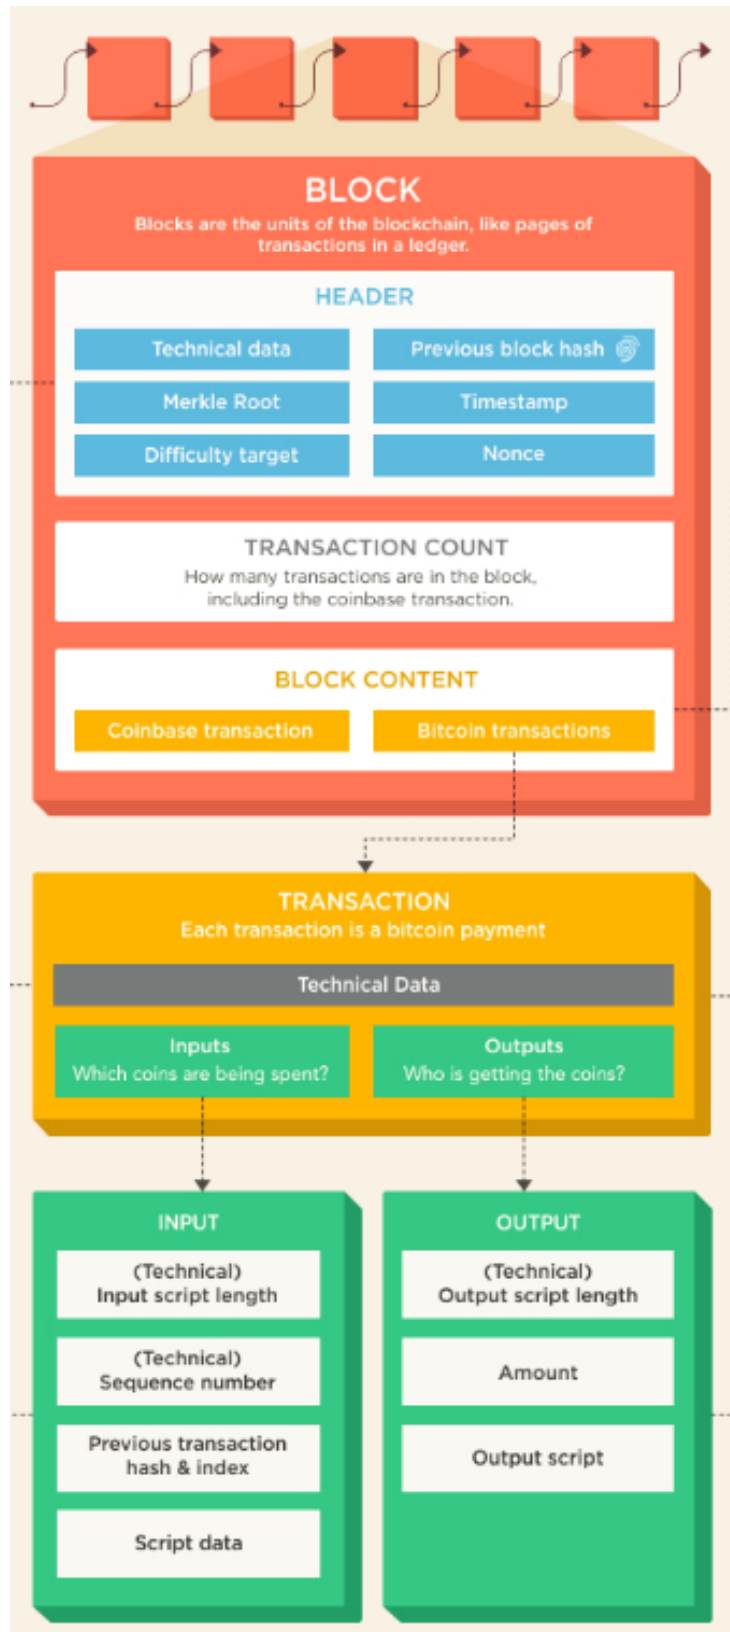 BLOCK
Blocks are the units of the blockchain, like pages of
transactions in a ledger.
HEADER
Technical data
Previous block hash
Merkle Root
Timestamp
Difficulty target
Nonce
TRANSACTION COUNT
How many transactions are in the block,
including the coinbase transaction.
BLOCK CONTENT
Coinbase transaction
Bitcoin transactions
TRANSACTION
Each transaction is a bitcoin payment
Technical Data
Inputs
Which coins are being spent?
Outputs
Who is getting the coins?
INPUT
(Technical)
Input script length
(Technical)
Sequence number
Previous transaction
hash & index
Script data
OUTPUT
(Technical)
Output script length
Amount
Output script